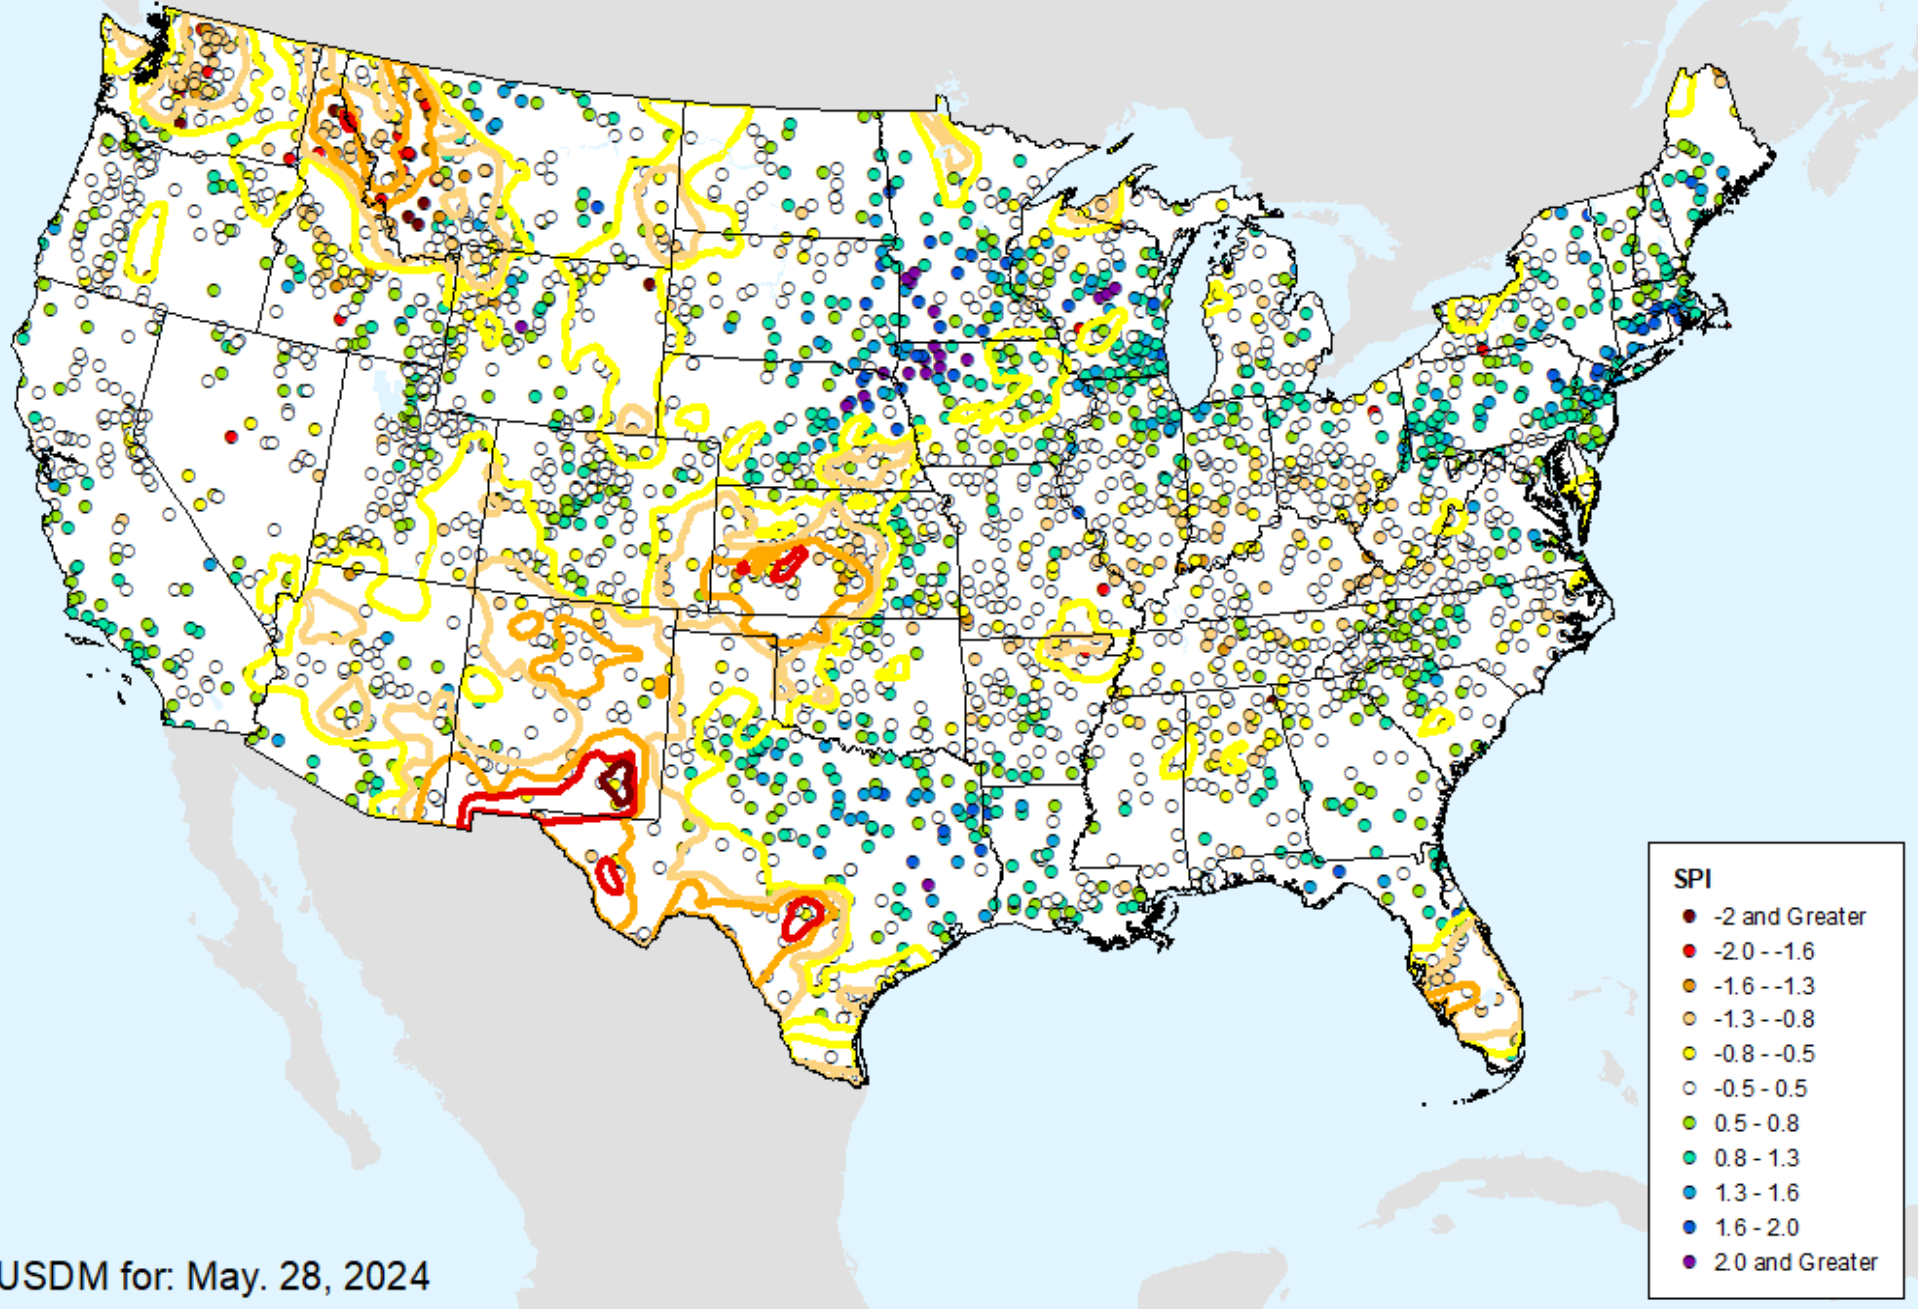 SPI
-2 and Greater
-2.0 - -1.6
-1.6 - -1.3
-1.3 - -0.8
-0.8 - -0.5
-0.5 - 0.5
0.5 - 0.8
0.8 - 1.3
1.3 - 1.6
1.6 - 2.0
2.0 and Greater
USDM for: May. 28, 2024